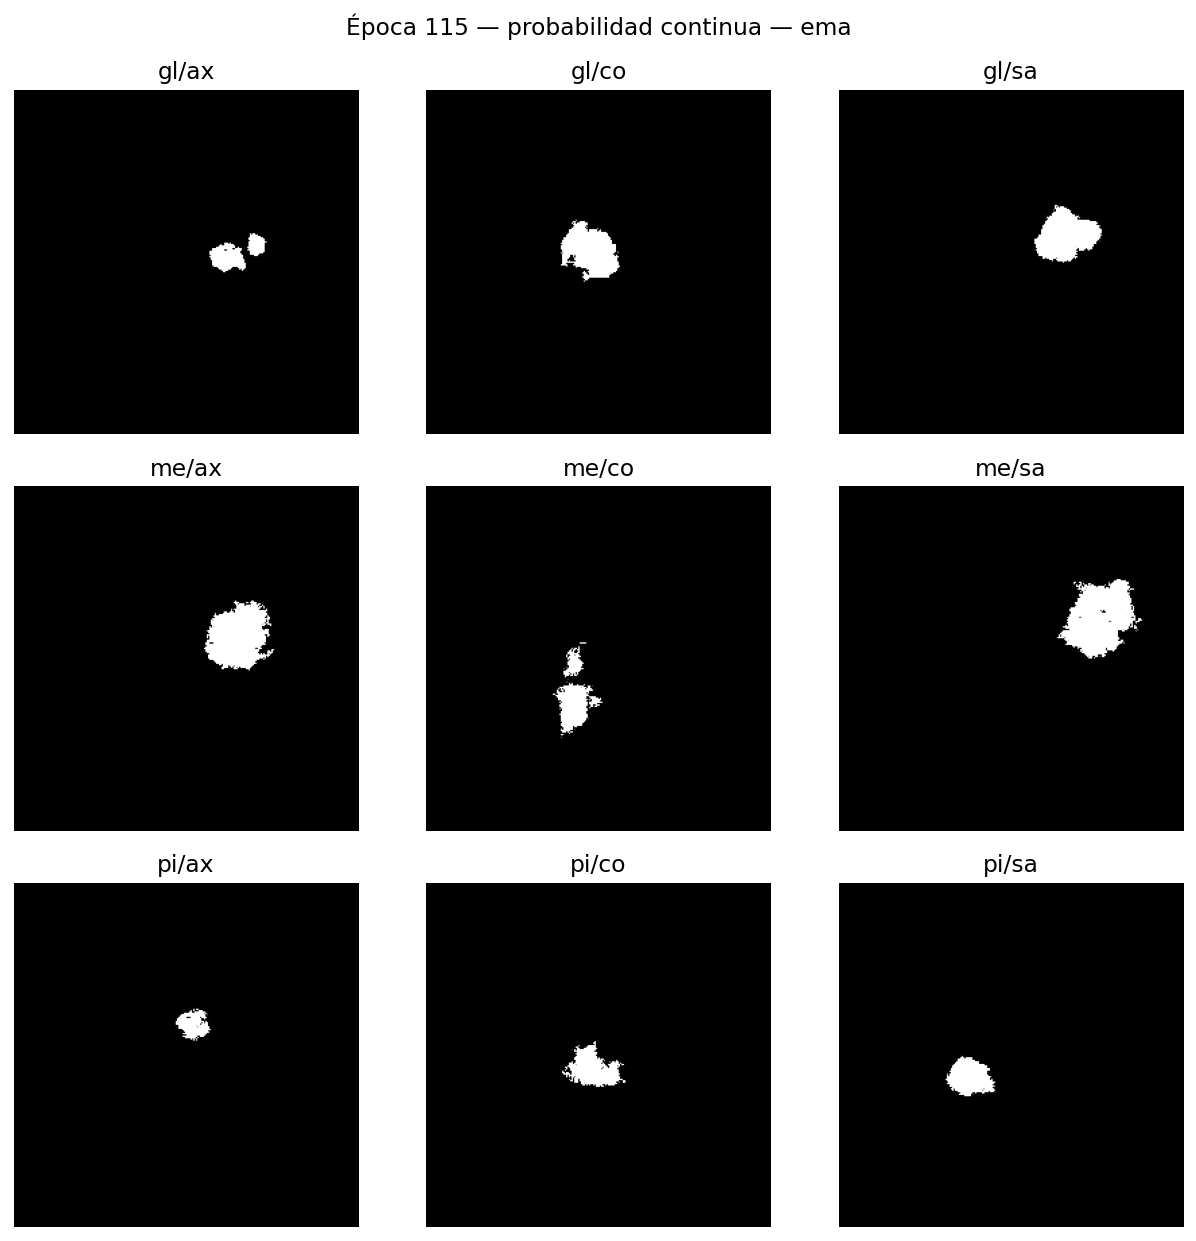 Época 115 — probabilidad continua — ema
gl/ax
gl/co
gl/sa
me/ax
me/co
me/sa
pi/ax
pi/co
pi/sa